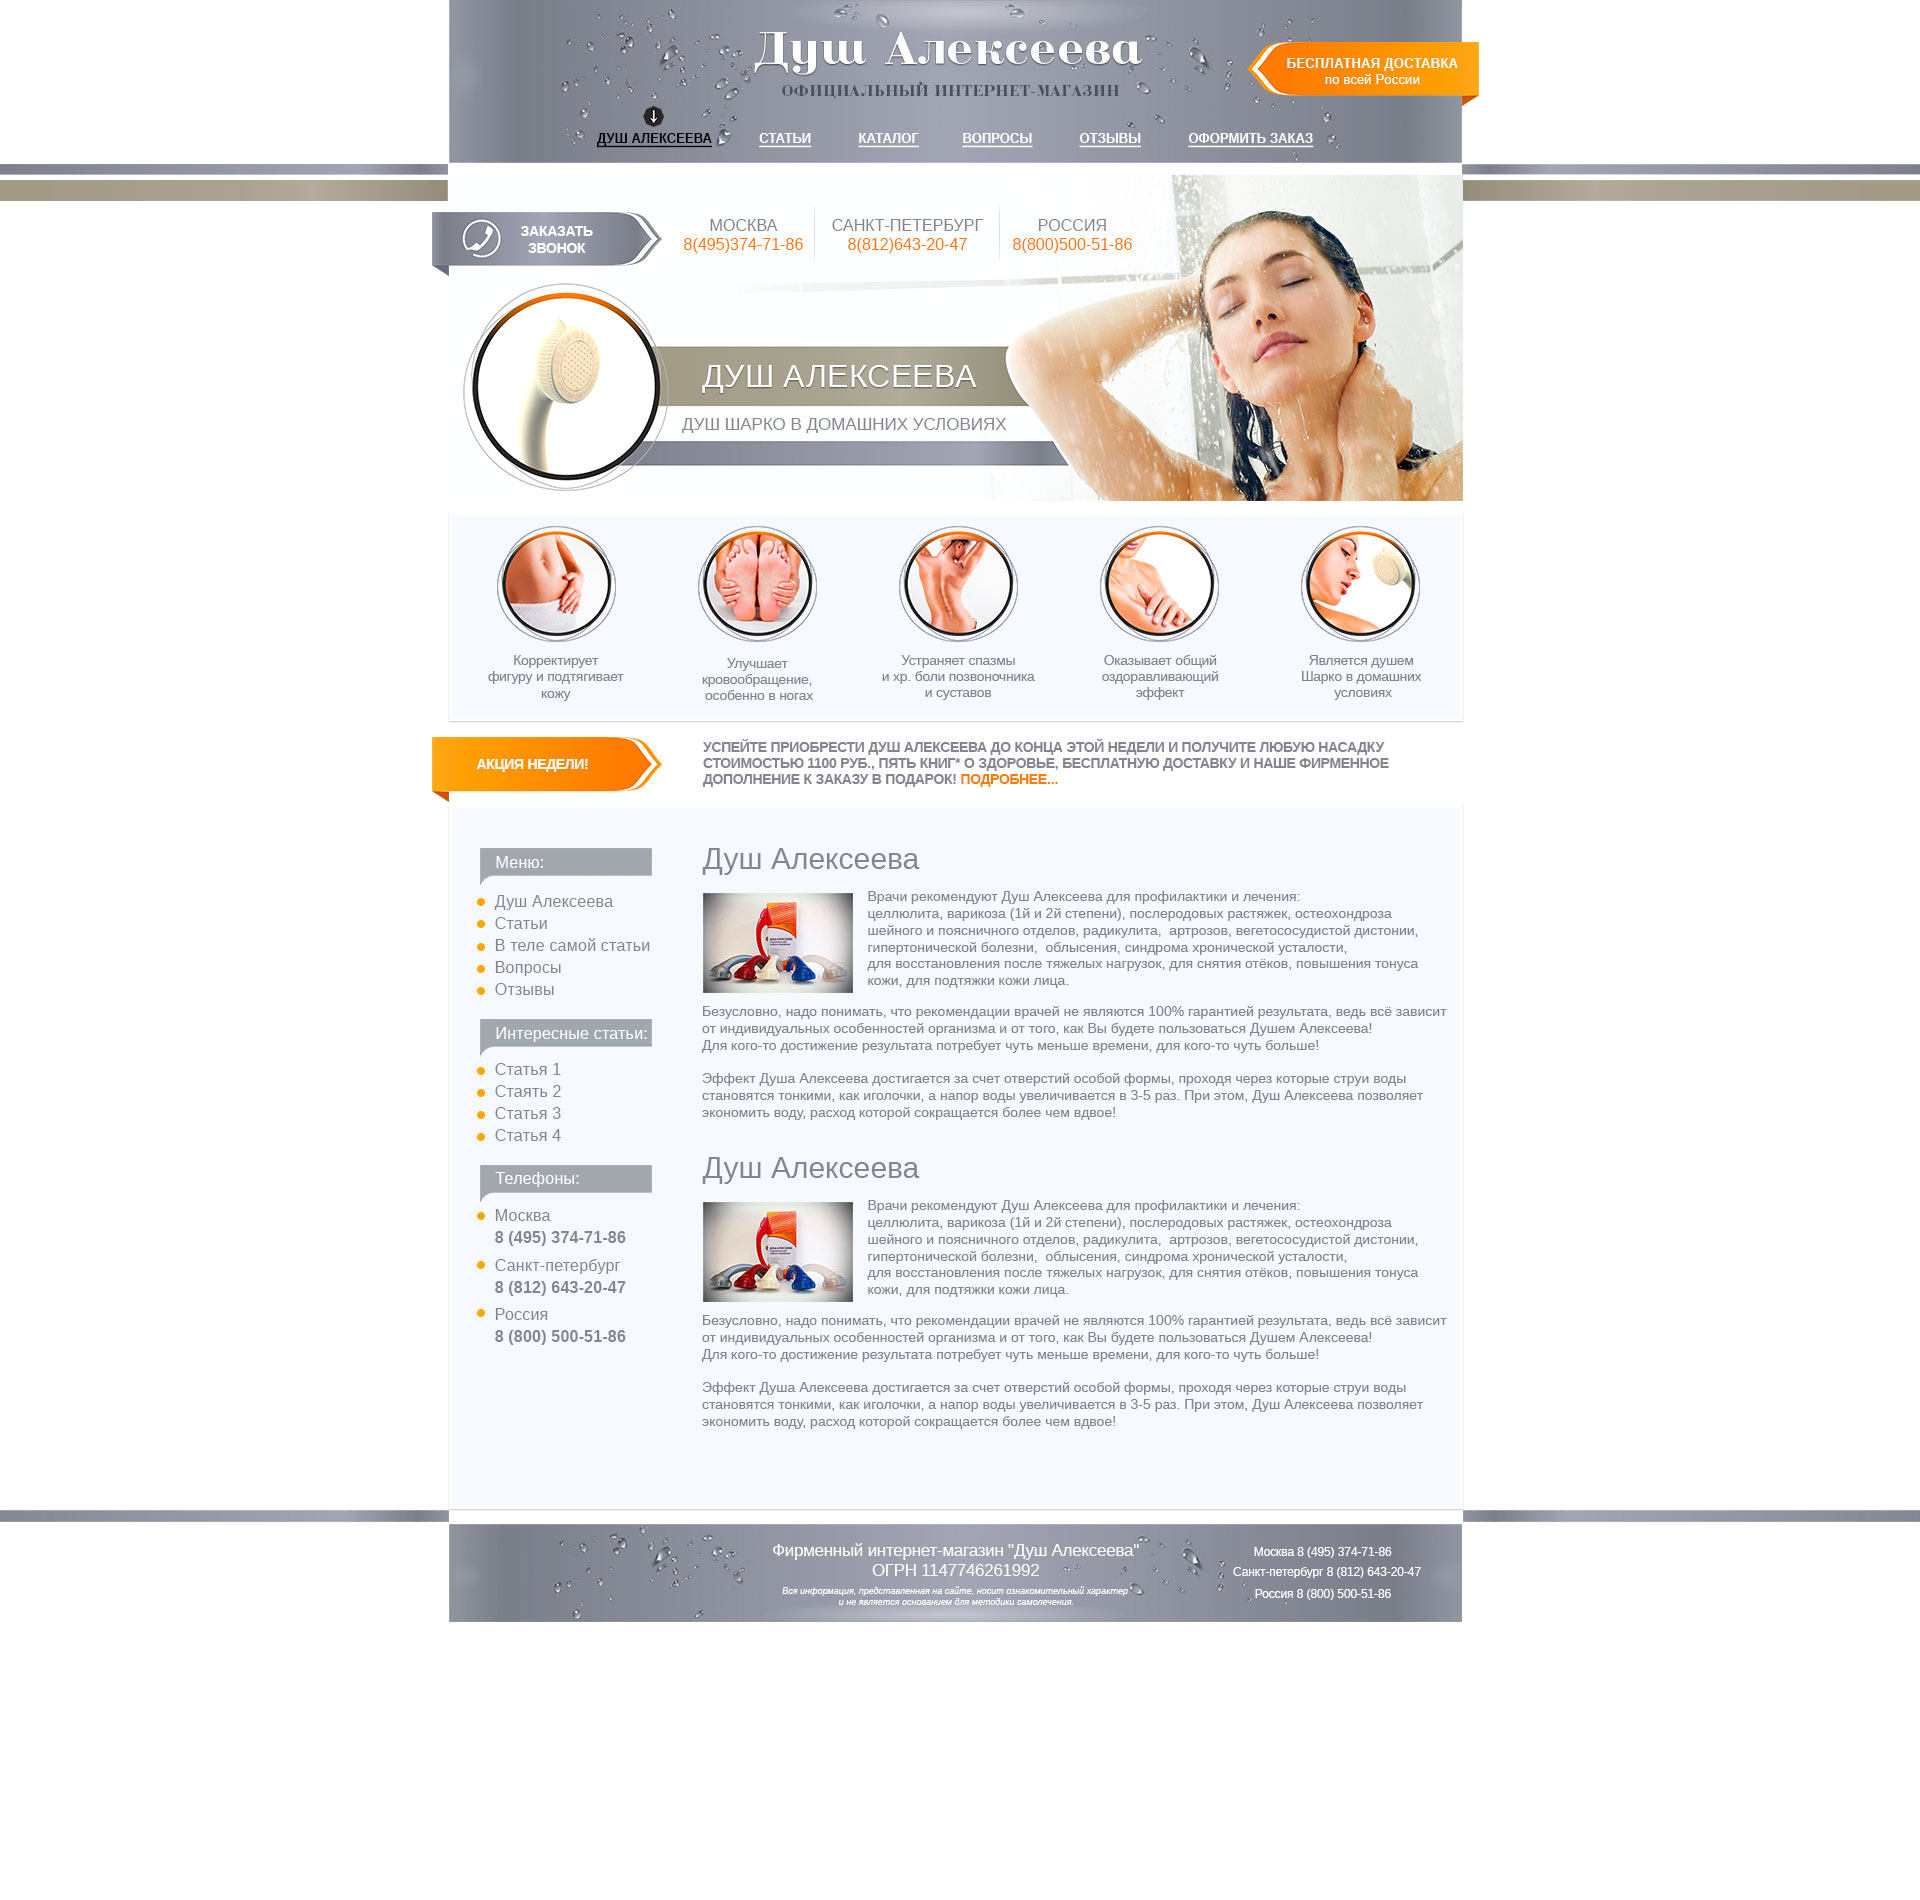 Душ Алексеева
ОФИЦИАЛЬНЫЙ ИНТЕРНЕТ-МАГАЗИН
БЕСПЛАТНАЯ ДОСТАВКА
по всей России
ДУШ АЛЕКСЕЕВА
СТАТЬИ
КАТАЛОГ
ВОПРОСЫ
ОТЗЫВЫ
ОФОРМИТЬ ЗАКАЗ
ЗАКАЗАТЬ
ЗВОНОК
МОСКВА
8(495)374-71-86
САНКТ-ПЕТЕРБУРГ
8(812)643-20-47
РОССИЯ
8(800)500-51-86
ДУШ АЛЕКСЕЕВА
ДУШ ШАРКО В ДОМАШНИХ УСЛОВИЯХ
Корректирует
фигуру и подтягивает
кожу
Улучшает
кровообращение,
особенно в ногах
Устраняет спазмы
и хр. боли позвоночника
и суставов
Оказывает общий
оздоравливающий
эффект
Является душем
Шарко в домашних
условиях
АКЦИЯ НЕДЕЛИ!
УСПЕЙТЕ ПРИОБРЕСТИ ДУШ АЛЕКСЕЕВА ДО КОНЦА ЭТОЙ НЕДЕЛИ И ПОЛУЧИТЕ ЛЮБУЮ НАСАДКУ
СТОИМОСТЬЮ 1100 РУБ., ПЯТЬ КНИГ* О ЗДОРОВЬЕ, БЕСПЛАТНУЮ ДОСТАВКУ И НАШЕ ФИРМЕННОЕ
ДОПОЛНЕНИЕ К ЗАКАЗУ В ПОДАРОК! ПОДРОБНЕЕ...
Меню:
Душ Алексеева
Статьи
В теле самой статьи
Вопросы
Отзывы
Интересные статьи:
Статья 1
Стаять 2
Статья 3
Статья 4
Телефоны:
Москва
8 (495) 374-71-86
Санкт-петербург
8 (812) 643-20-47
Россия
8 (800) 500-51-86
Душ Алексеева
Врачи рекомендуют Душ Алексеева для профилактики и лечения:
целлюлита, варикоза (1й и 2й степени), послеродовых растяжек, остеохондроза
шейного и поясничного отделов, радикулита,  артрозов, вегетососудистой дистонии,
гипертонической болезни,  облысения, синдрома хронической усталости,
для восстановления после тяжелых нагрузок, для снятия отёков, повышения тонуса
кожи, для подтяжки кожи лица.
Безусловно, надо понимать, что рекомендации врачей не являются 100% гарантией результата, ведь всё зависит
от индивидуальных особенностей организма и от того, как Вы будете пользоваться Душем Алексеева!
Для кого-то достижение результата потребует чуть меньше времени, для кого-то чуть больше!
Эффект Душа Алексеева достигается за счет отверстий особой формы, проходя через которые струи воды
становятся тонкими, как иголочки, а напор воды увеличивается в 3-5 раз. При этом, Душ Алексеева позволяет
экономить воду, расход которой сокращается более чем вдвое!
Душ Алексеева
Врачи рекомендуют Душ Алексеева для профилактики и лечения:
целлюлита, варикоза (1й и 2й степени), послеродовых растяжек, остеохондроза
шейного и поясничного отделов, радикулита,  артрозов, вегетососудистой дистонии,
гипертонической болезни,  облысения, синдрома хронической усталости,
для восстановления после тяжелых нагрузок, для снятия отёков, повышения тонуса
кожи, для подтяжки кожи лица.
Безусловно, надо понимать, что рекомендации врачей не являются 100% гарантией результата, ведь всё зависит
от индивидуальных особенностей организма и от того, как Вы будете пользоваться Душем Алексеева!
Для кого-то достижение результата потребует чуть меньше времени, для кого-то чуть больше!
Эффект Душа Алексеева достигается за счет отверстий особой формы, проходя через которые струи воды
становятся тонкими, как иголочки, а напор воды увеличивается в 3-5 раз. При этом, Душ Алексеева позволяет
экономить воду, расход которой сокращается более чем вдвое!
Фирменный интернет-магазин "Душ Алексеева"
ОГРН 1147746261992
Вся информация, представленная на сайте, носит ознакомительный характер
и не является основанием для методики самолечения.
Москва 8 (495) 374-71-86
Санкт-петербург 8 (812) 643-20-47
Россия 8 (800) 500-51-86